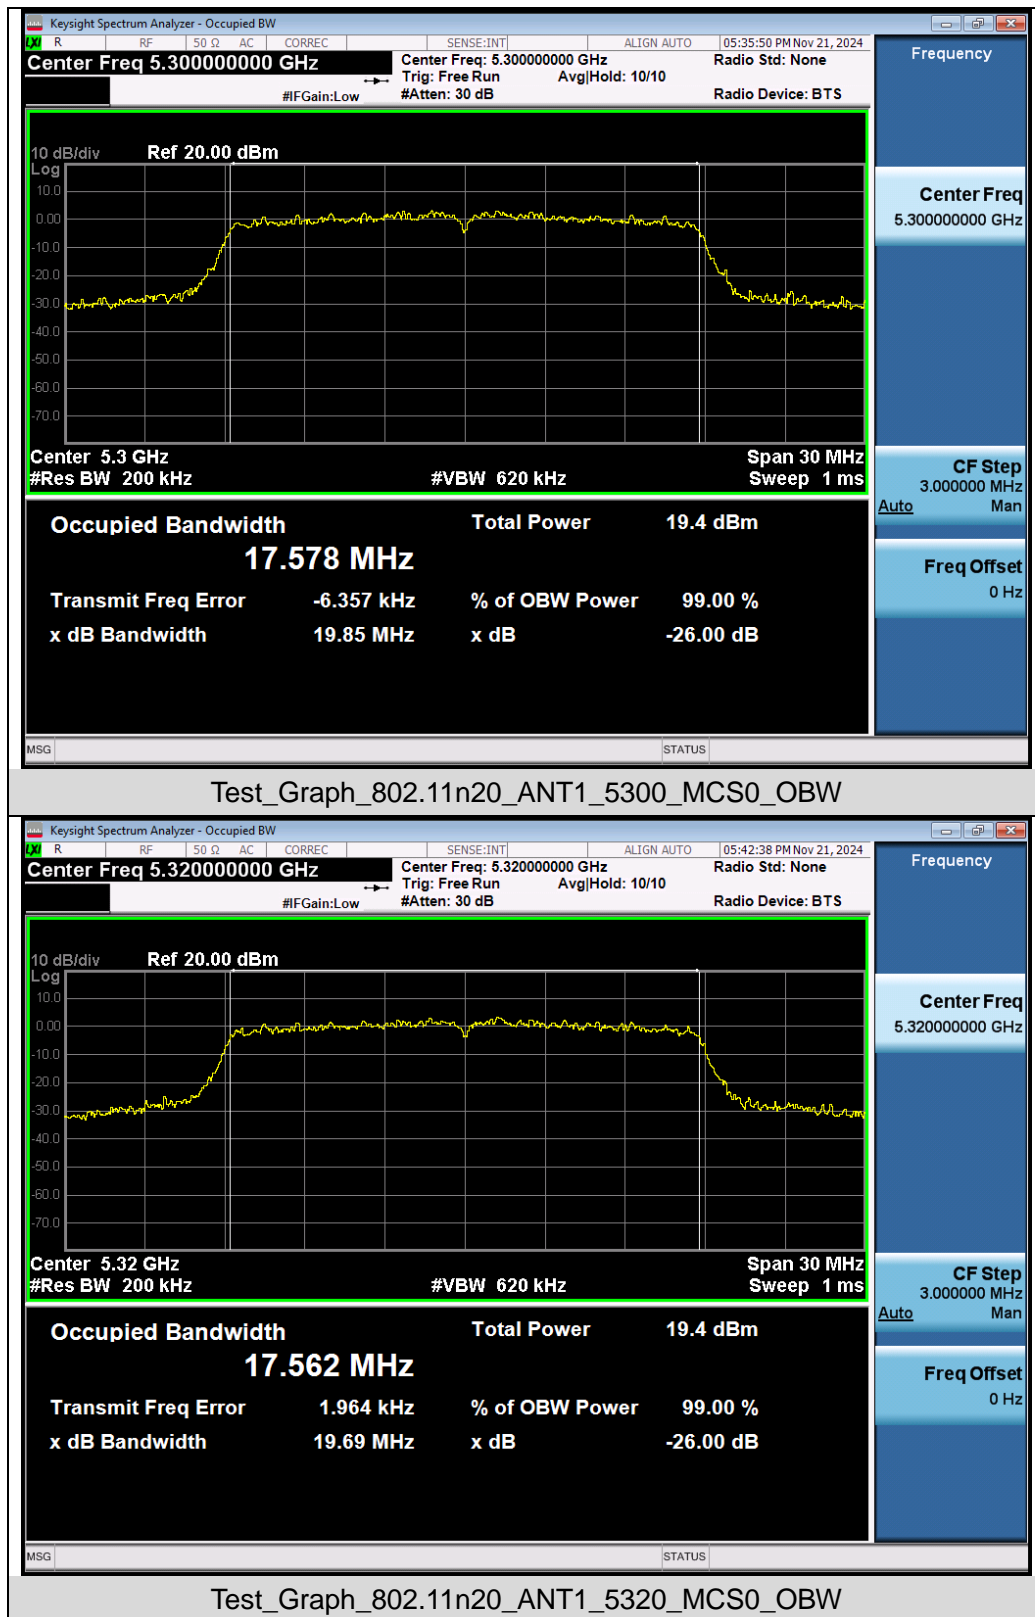 Keysight Spectrum Analyzer - Occupied BW
LXI R RF 50 Ω AC CORREC SENSE:INT ALIGN AUTO 05:35:50 PM Nov 21, 2024
Center Freq 5.300000000 GHz Center Freq: 5.300000000 GHz Radio Std: None Frequency
Trig: Free Run Avg|Hold: 10/10
#IFGain:Low #Atten: 30 dB Radio Device: BTS
10 dB/div Ref 20.00 dBm
Log
10.0
0.00
-10.0
-20.0
-30.0
-40.0
-50.0
-60.0
-70.0
Center Freq
5.300000000 GHz
Center 5.3 GHz Span 30 MHz
#Res BW 200 kHz #VBW 620 kHz Sweep 1 ms
CF Step
3.000000 MHz
Auto Man
Occupied Bandwidth Total Power 19.4 dBm
17.578 MHz
Freq Offset
0 Hz
Transmit Freq Error -6.357 kHz % of OBW Power 99.00 %
x dB Bandwidth 19.85 MHz x dB -26.00 dB
MSG STATUS
Test_Graph_802.11n20_ANT1_5300_MCS0_OBW
Keysight Spectrum Analyzer - Occupied BW
LXI R RF 50 Ω AC CORREC SENSE:INT ALIGN AUTO 05:42:38 PM Nov 21, 2024
Center Freq 5.320000000 GHz Center Freq: 5.320000000 GHz Radio Std: None Frequency
Trig: Free Run Avg|Hold: 10/10
#IFGain:Low #Atten: 30 dB Radio Device: BTS
10 dB/div Ref 20.00 dBm
Log
10.0
0.00
-10.0
-20.0
-30.0
-40.0
-50.0
-60.0
-70.0
Center Freq
5.320000000 GHz
Center 5.32 GHz Span 30 MHz
#Res BW 200 kHz #VBW 620 kHz Sweep 1 ms
CF Step
3.000000 MHz
Auto Man
Occupied Bandwidth Total Power 19.4 dBm
17.562 MHz
Freq Offset
0 Hz
Transmit Freq Error 1.964 kHz % of OBW Power 99.00 %
x dB Bandwidth 19.69 MHz x dB -26.00 dB
MSG STATUS
Test_Graph_802.11n20_ANT1_5320_MCS0_OBW